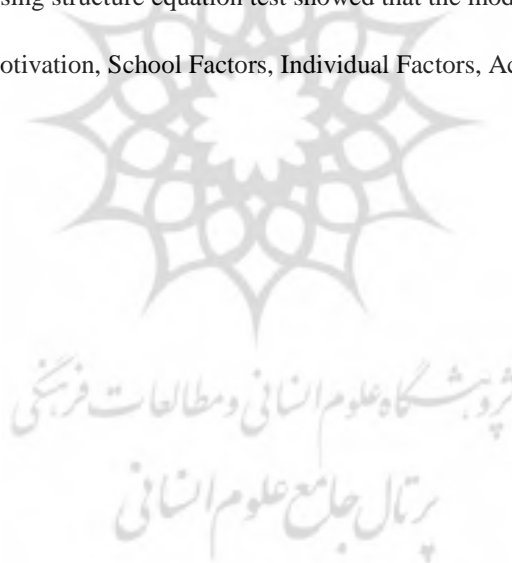 sing structure equation test showed that the mod
otivation, School Factors, Individual Factors, Ac
پژوهشگاه علوم انسانی و مطالعات فرهنگی
پرتال جامع علوم انسانی